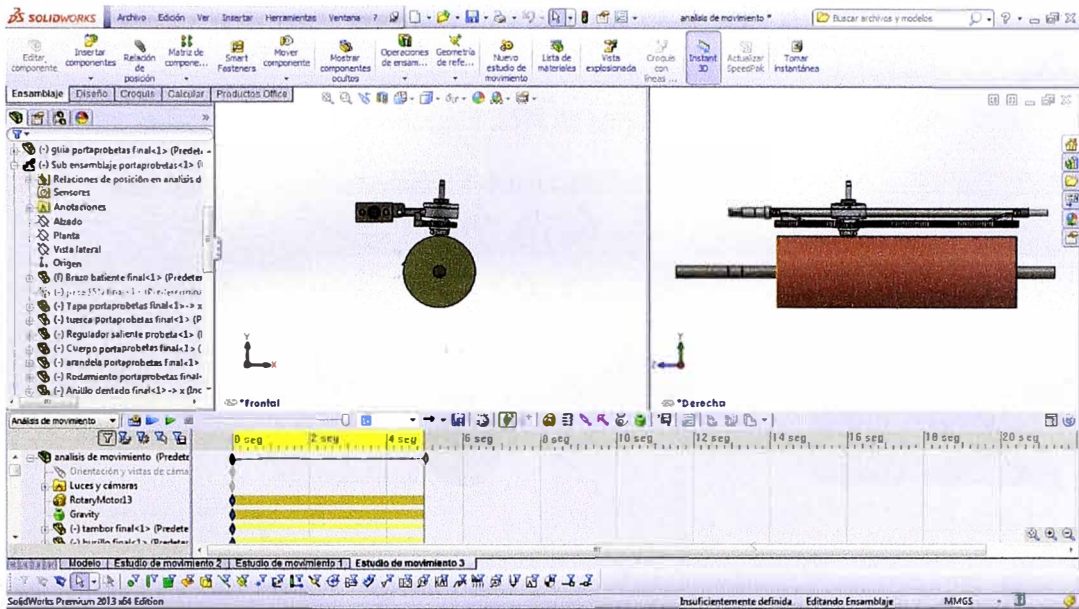 SOLIDWORKS Archivo Edición Ver Insertar Herramientas Ventana ? analisis de movimiento * Buscar archivos y modelos
Editar componente
Insertar componentes
Relación de posición
Matriz de compone...
Smart Fasteners
Mover componente
Mostrar componentes ocultos
Operaciones de ensam...
Geometría de refe...
Nuevo estudio de movimiento
Lista de materiales
Vista explosionada
Croquis con líneas ...
Instant 3D
Actualizar SpeedPak
Tomar instantánea
Ensamblaje Diseño Croquis Calcular Productos Office
(-) guia portaprobetas final<1> (Predete
(-) Sub ensamblaje portaprobetas<1> (
Relaciones de posición en analisis d
Sensores
Anotaciones
Alzado
Planta
Vista lateral
Origen
(f) Brazo batiente final<1> (Predeter
(-) Tapa portaprobetas final<1>-> x
(-) tuerca portaprobetas final<1> (P
(-) Regulador saliente probeta<1> (
(-) Cuerpo portaprobetas final<1> (
(-) arandela portaprobetas final<1>
(-) Rodamiento portaprobetas final<
(-) Anillo dentado final<1>-> x (Inc
Y
X
*Frontal
Y
Z
*Derecha
Análisis de movimiento
0 seg 2 seg 4 seg 6 seg 8 seg 10 seg 12 seg 14 seg 16 seg 18 seg 20 seg
analisis de movimiento (Predete
Orientación y vistas de cáma
Luces y cámaras
RotaryMotor13
Gravity
(-) tambor final<1> (Predete
(-) husillo final<1> (Predeter
Modelo Estudio de movimiento 2 Estudio de movimiento 1 Estudio de movimiento 3
SolidWorks Premium 2013 x64 Edition Insuficientemente definida Editando Ensamblaje MMGS